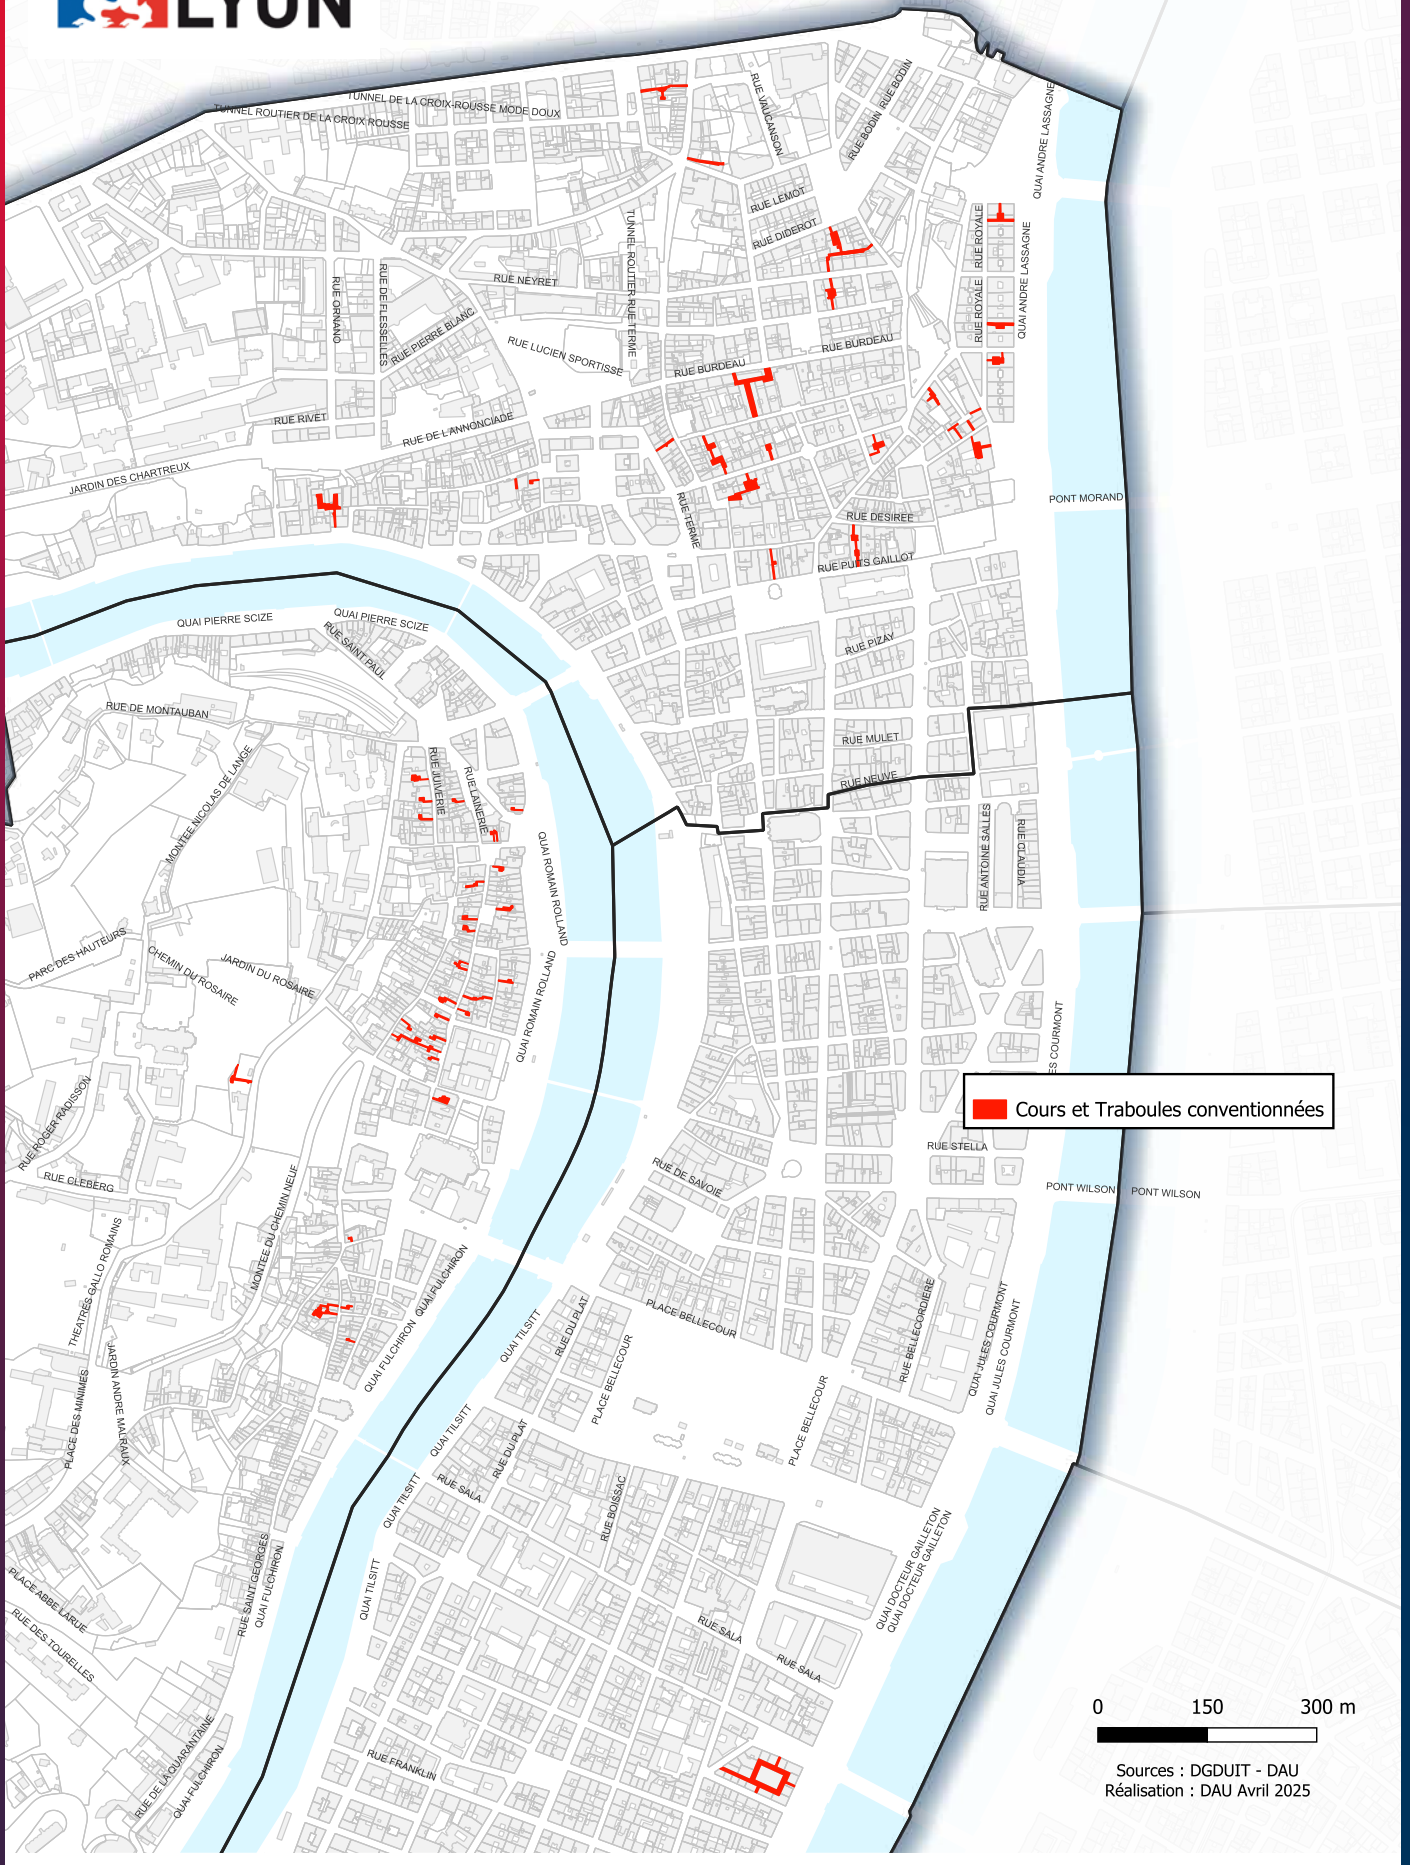 LYON
TUNNEL DE LA CROIX-ROUSSE MODE DOUX
TUNNEL ROUTIER DE LA CROIX ROUSSE
RUE VAUCANSON
RUE BODIN
RUE BODIN
QUAI ANDRE LASSAGNE
RUE LEMOT
RUE DIDEROT
RUE ROYALE
RUE ROYALE
QUAI ANDRE LASSAGNE
TUNNEL ROUTIER RUE TERME
RUE NEYRET
RUE ORNANO
RUE DE FLESSELLES
RUE PIERRE BLANC
RUE LUCIEN SPORTISSE
RUE BURDEAU
RUE BURDEAU
RUE RIVET
RUE DE L'ANNONCIADE
JARDIN DES CHARTREUX
RUE TERME
PONT MORAND
RUE DESIREE
RUE PUITS GAILLOT
QUAI PIERRE SCIZE
QUAI PIERRE SCIZE
RUE SAINT PAUL
RUE PIZAY
RUE DE MONTAUBAN
MONTEE NICOLAS DE LANGE
RUE JUIVERIE
RUE LAINERIE
RUE MULET
RUE NEUVE
QUAI ROMAIN ROLLAND
RUE ANTOINE SALLES
RUE CLAUDIA
PARC DES HAUTEURS
CHEMIN DU ROSAIRE
JARDIN DU ROSAIRE
QUAI ROMAIN ROLLAND
ES COURMONT
Cours et Traboules conventionnées
RUE ROGER RADISSON
RUE CLEBERG
RUE STELLA
RUE DE SAVOIE
PONT WILSON
PONT WILSON
MONTEE DU CHEMIN NEUF
THEATRES GALLO ROMAINS
QUAI FULCHIRON
QUAI FULCHIRON
QUAI TILSITT
RUE DU PLAT
PLACE BELLECOUR
PLACE BELLECOUR
RUE BELLECORDIERE
QUAI JULES COURMONT
QUAI JULES COURMONT
JARDIN ANDRE MALRAUX
PLACE DES MINIMES
QUAI TILSITT
RUE DU PLAT
PLACE BELLECOUR
RUE SALA
QUAI TILSITT
RUE BOISSAC
QUAI DOCTEUR GAILLETON
QUAI DOCTEUR GAILLETON
RUE SAINT GEORGES
QUAI FULCHIRON
QUAI TILSITT
PLACE ABBE LARUE
RUE DES TOURELLES
RUE SALA
RUE SALA
RUE DE LA QUARANTAINE
QUAI FULCHIRON
RUE FRANKLIN
0 150 300 m
Sources : DGDUIT - DAU
Réalisation : DAU Avril 2025